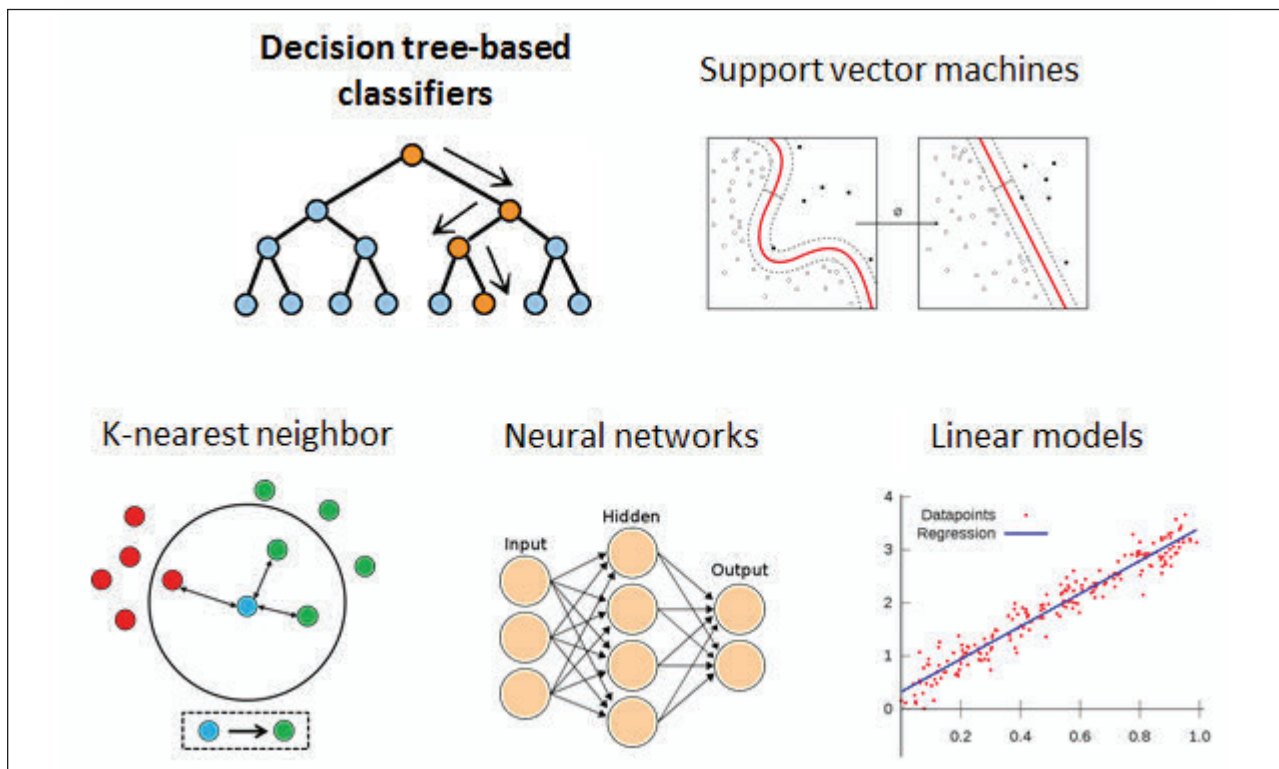 Decision tree-based
classifiers
Support vector machines
ø
K-nearest neighbor
Neural networks
Input
Hidden
Output
Linear models
4
Datapoints
Regression
3
2
1
0
0.2 0.4 0.6 0.8 1.0